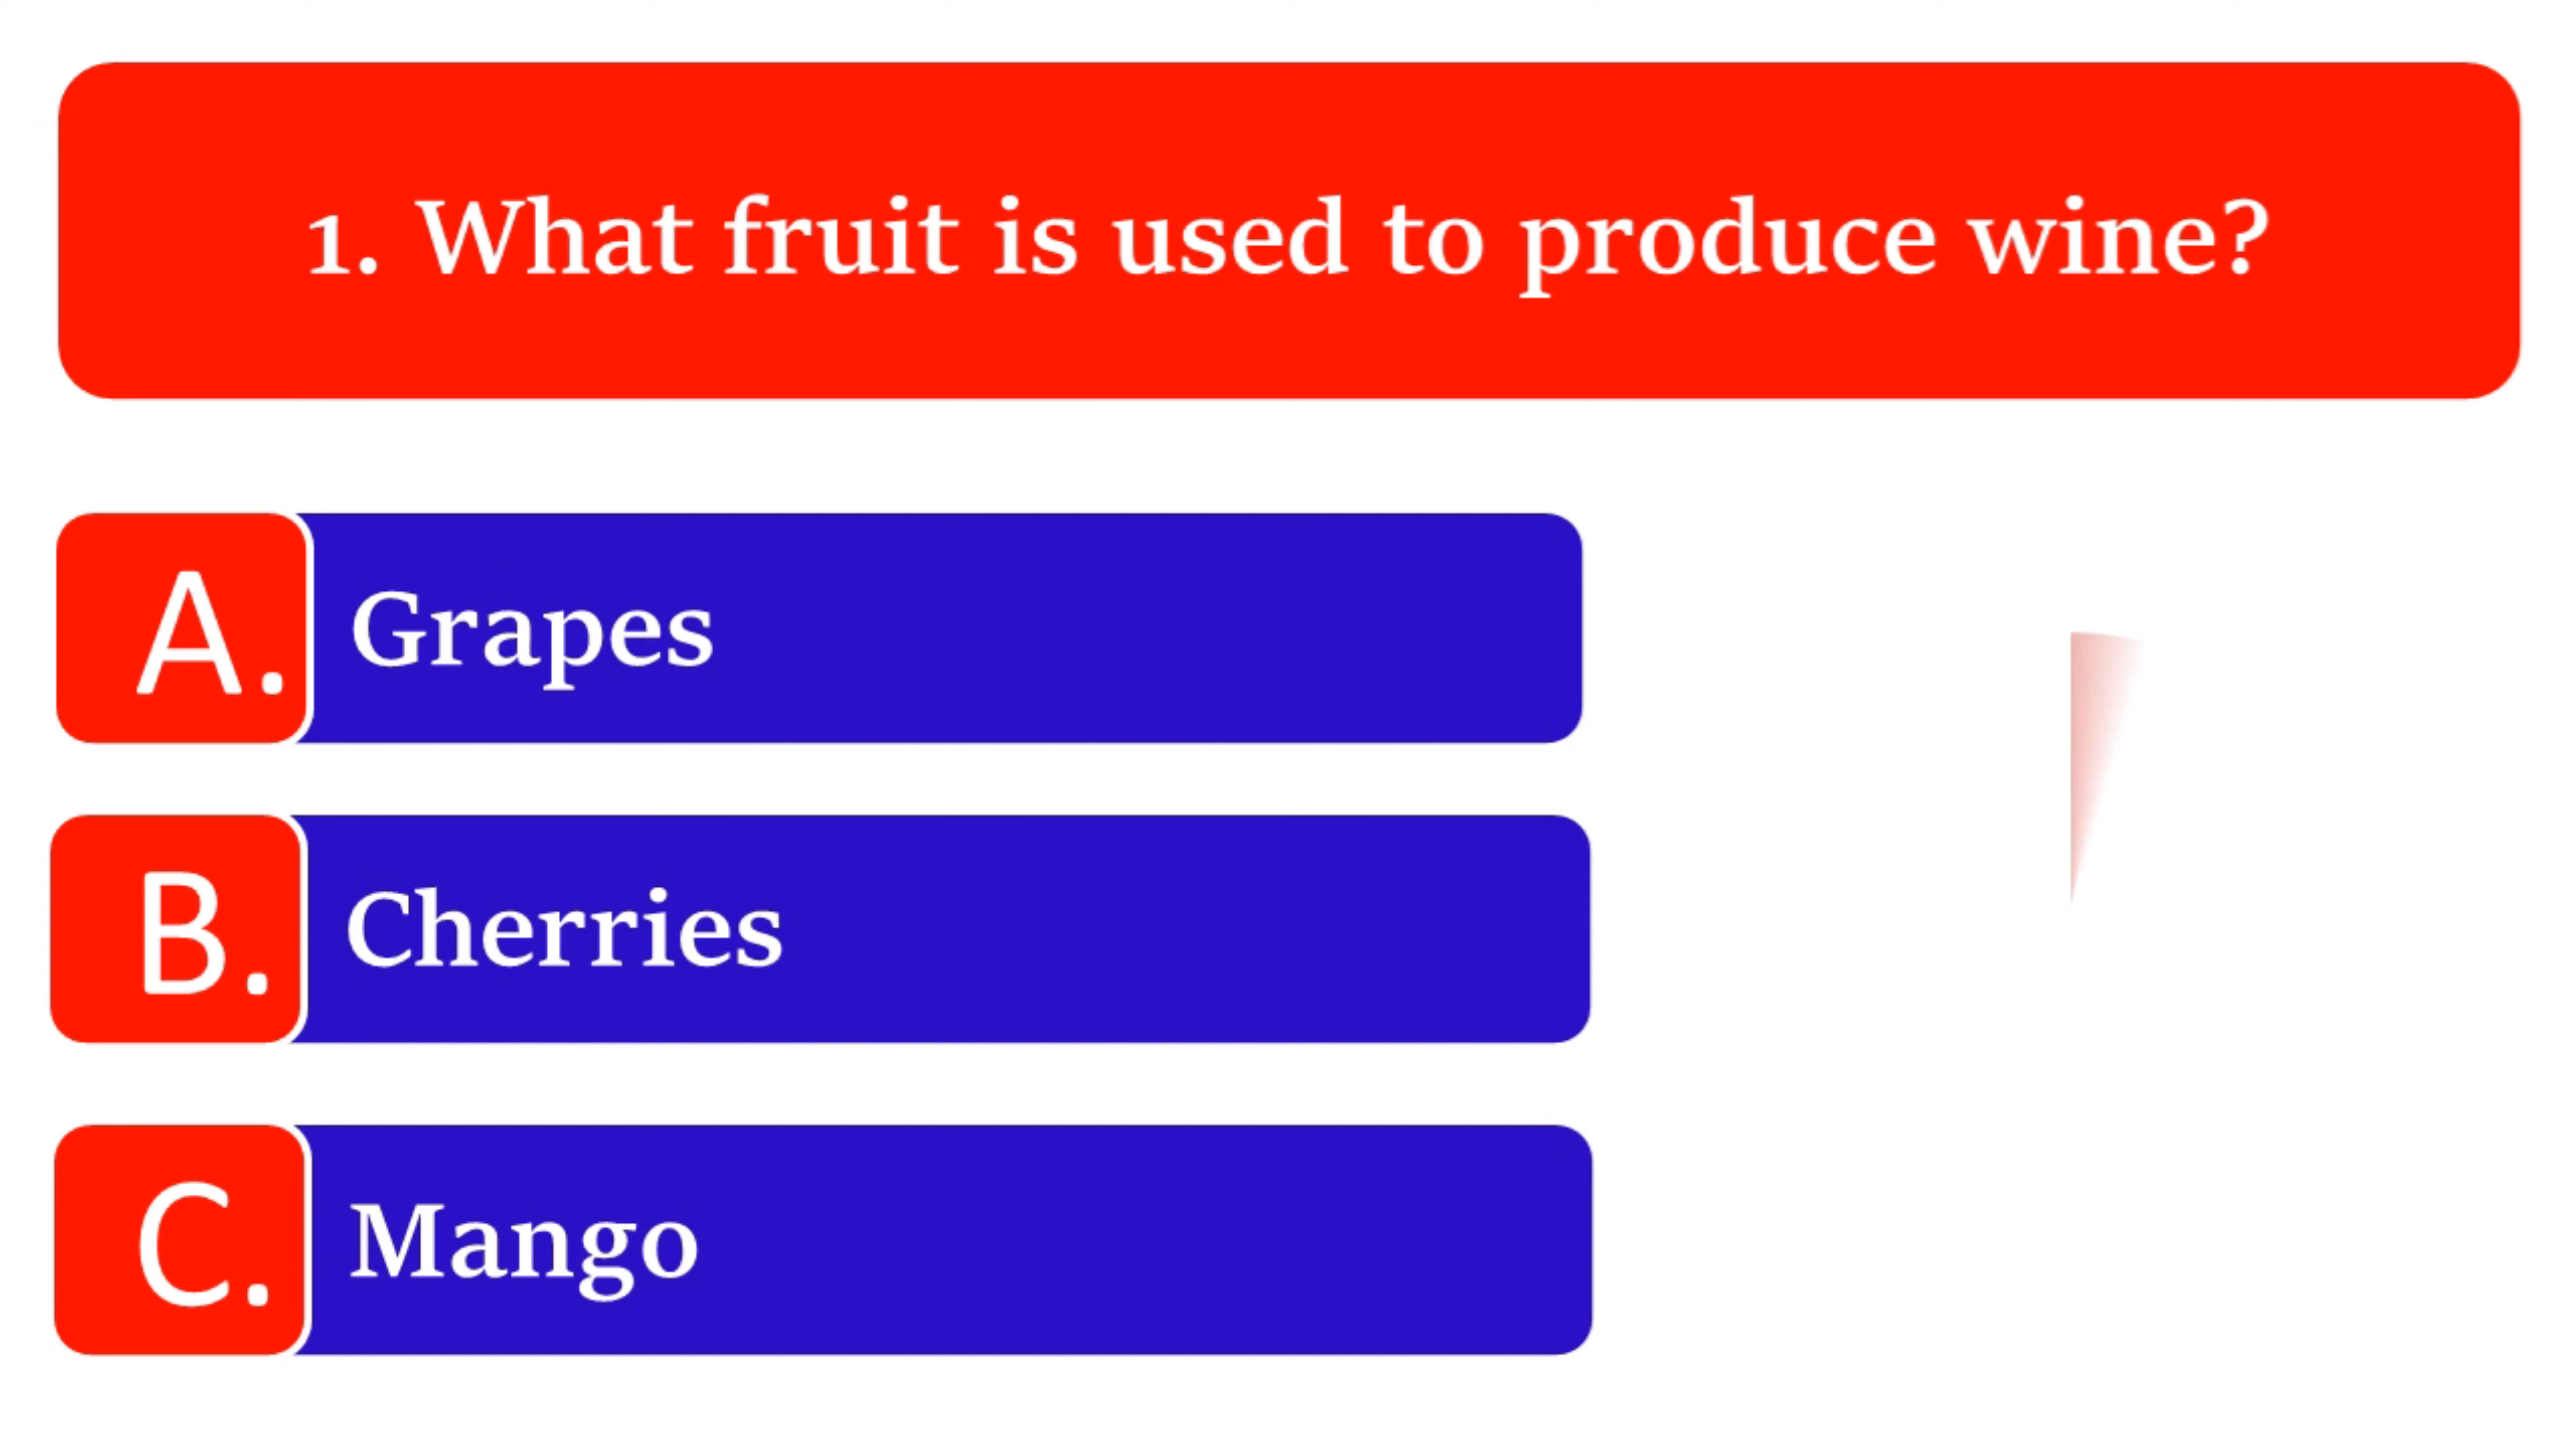 1. What fruit is used to produce wine?
A. Grapes
B. Cherries
C. Mango